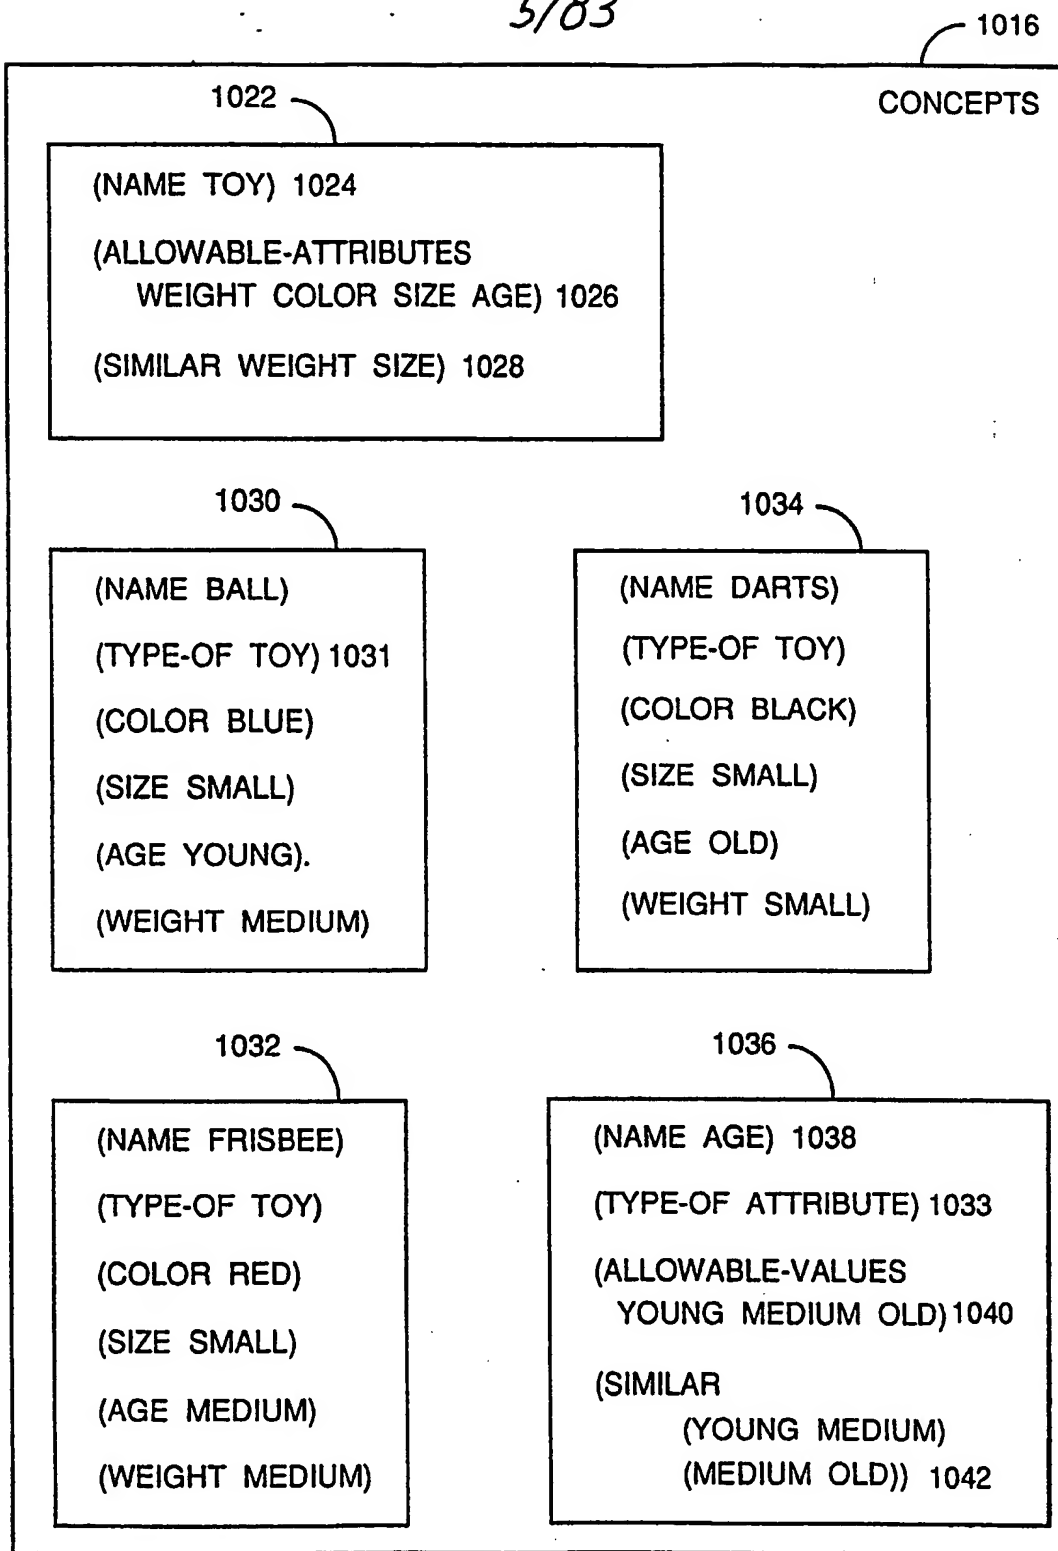 5/83
1016
CONCEPTS
1022
(NAME TOY) 1024
(ALLOWABLE-ATTRIBUTES
WEIGHT COLOR SIZE AGE) 1026
(SIMILAR WEIGHT SIZE) 1028
1030
(NAME BALL)
(TYPE-OF TOY) 1031
(COLOR BLUE)
(SIZE SMALL)
(AGE YOUNG).
(WEIGHT MEDIUM)
1034
(NAME DARTS)
(TYPE-OF TOY)
(COLOR BLACK)
(SIZE SMALL)
(AGE OLD)
(WEIGHT SMALL)
1032
(NAME FRISBEE)
(TYPE-OF TOY)
(COLOR RED)
(SIZE SMALL)
(AGE MEDIUM)
(WEIGHT MEDIUM)
1036
(NAME AGE) 1038
(TYPE-OF ATTRIBUTE) 1033
(ALLOWABLE-VALUES
YOUNG MEDIUM OLD) 1040
(SIMILAR
(YOUNG MEDIUM)
(MEDIUM OLD)) 1042